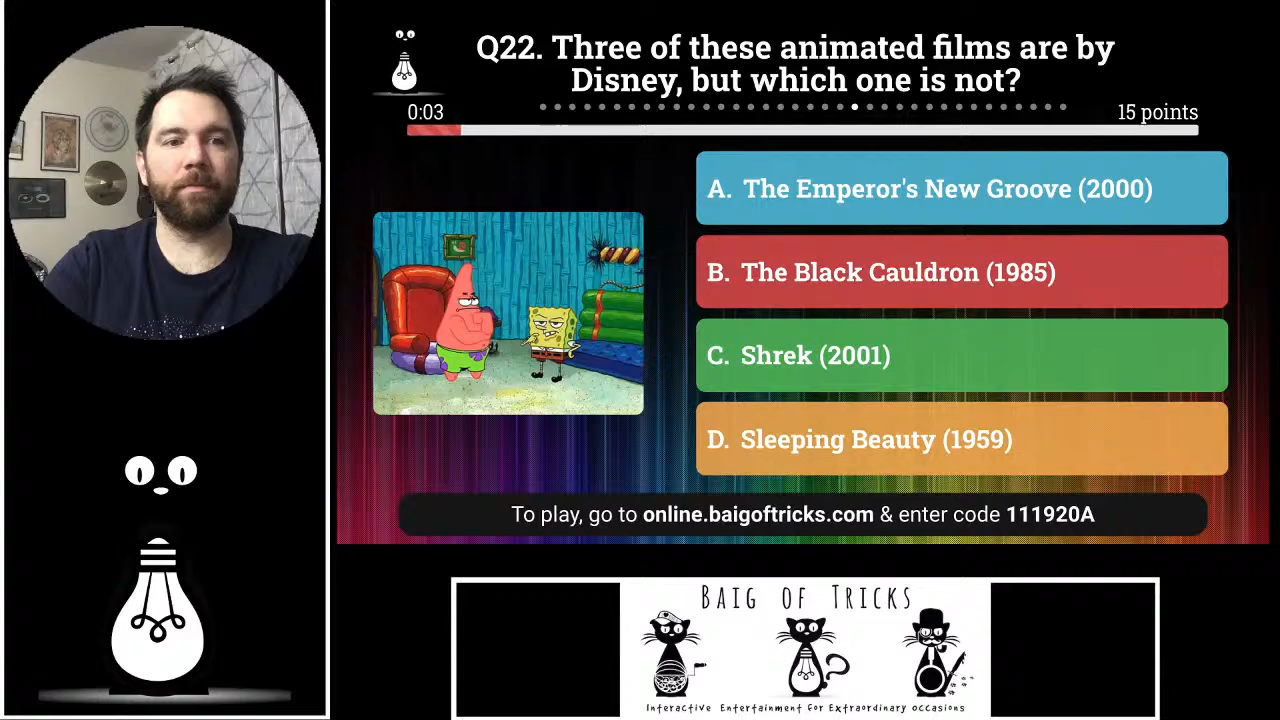 Q22. Three of these animated films are by
Disney, but which one is not?
0:03
15 points
A. The Emperor's New Groove (2000)
B. The Black Cauldron (1985)
C. Shrek (2001)
D. Sleeping Beauty (1959)
To play, go to online.baigoftricks.com & enter code 111920A
BAIG OF TRICKS
Interactive Entertainment for Extraordinary Occasions